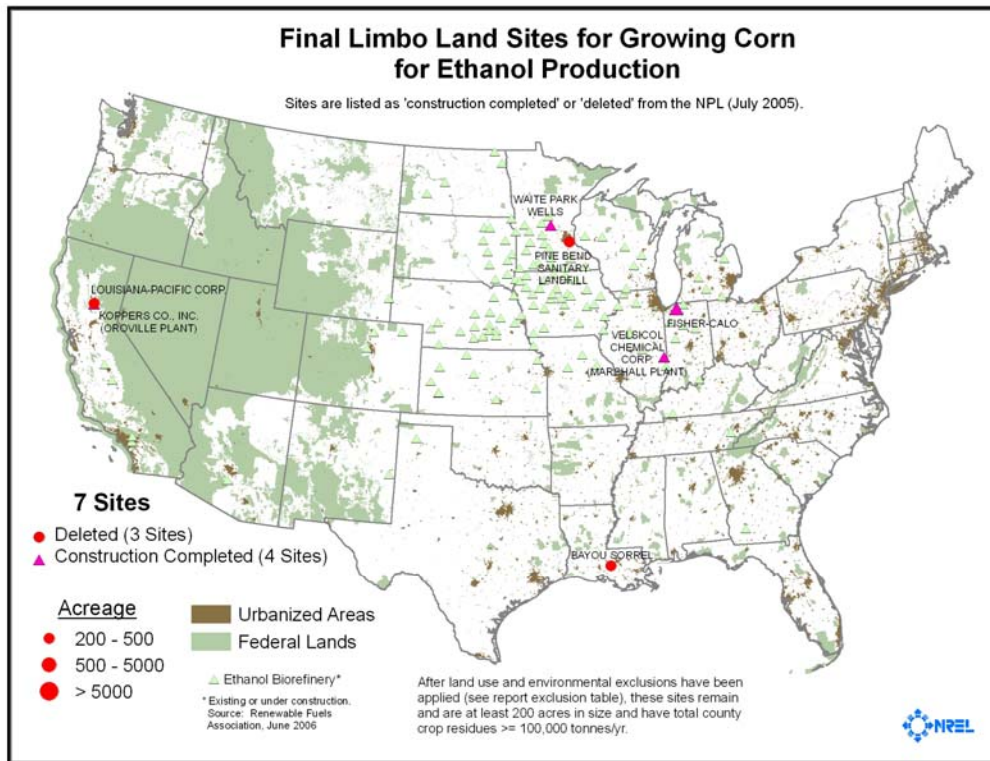 Final Limbo Land Sites for Growing Corn
for Ethanol Production
Sites are listed as 'construction completed' or 'deleted' from the NPL (July 2005).
WAITE PARK
WELLS
PINE BEND
SANITARY
LANDFILL
LOUISIANA-PACIFIC CORP.
KOPPERS CO., INC.
(OROVILLE PLANT)
FISHER-CALO
VELSICOL
CHEMICAL
CORP.
(MARSHALL PLANT)
BAYOU SORREL
7 Sites
Deleted (3 Sites)
Construction Completed (4 Sites)
Acreage
200 - 500
500 - 5000
> 5000
Urbanized Areas
Federal Lands
Ethanol Biorefinery*
* Existing or under construction.
Source: Renewable Fuels
Association, June 2006
After land use and environmental exclusions have been
applied (see report exclusion table), these sites remain
and are at least 200 acres in size and have total county
crop residues >= 100,000 tonnes/yr.
NREL